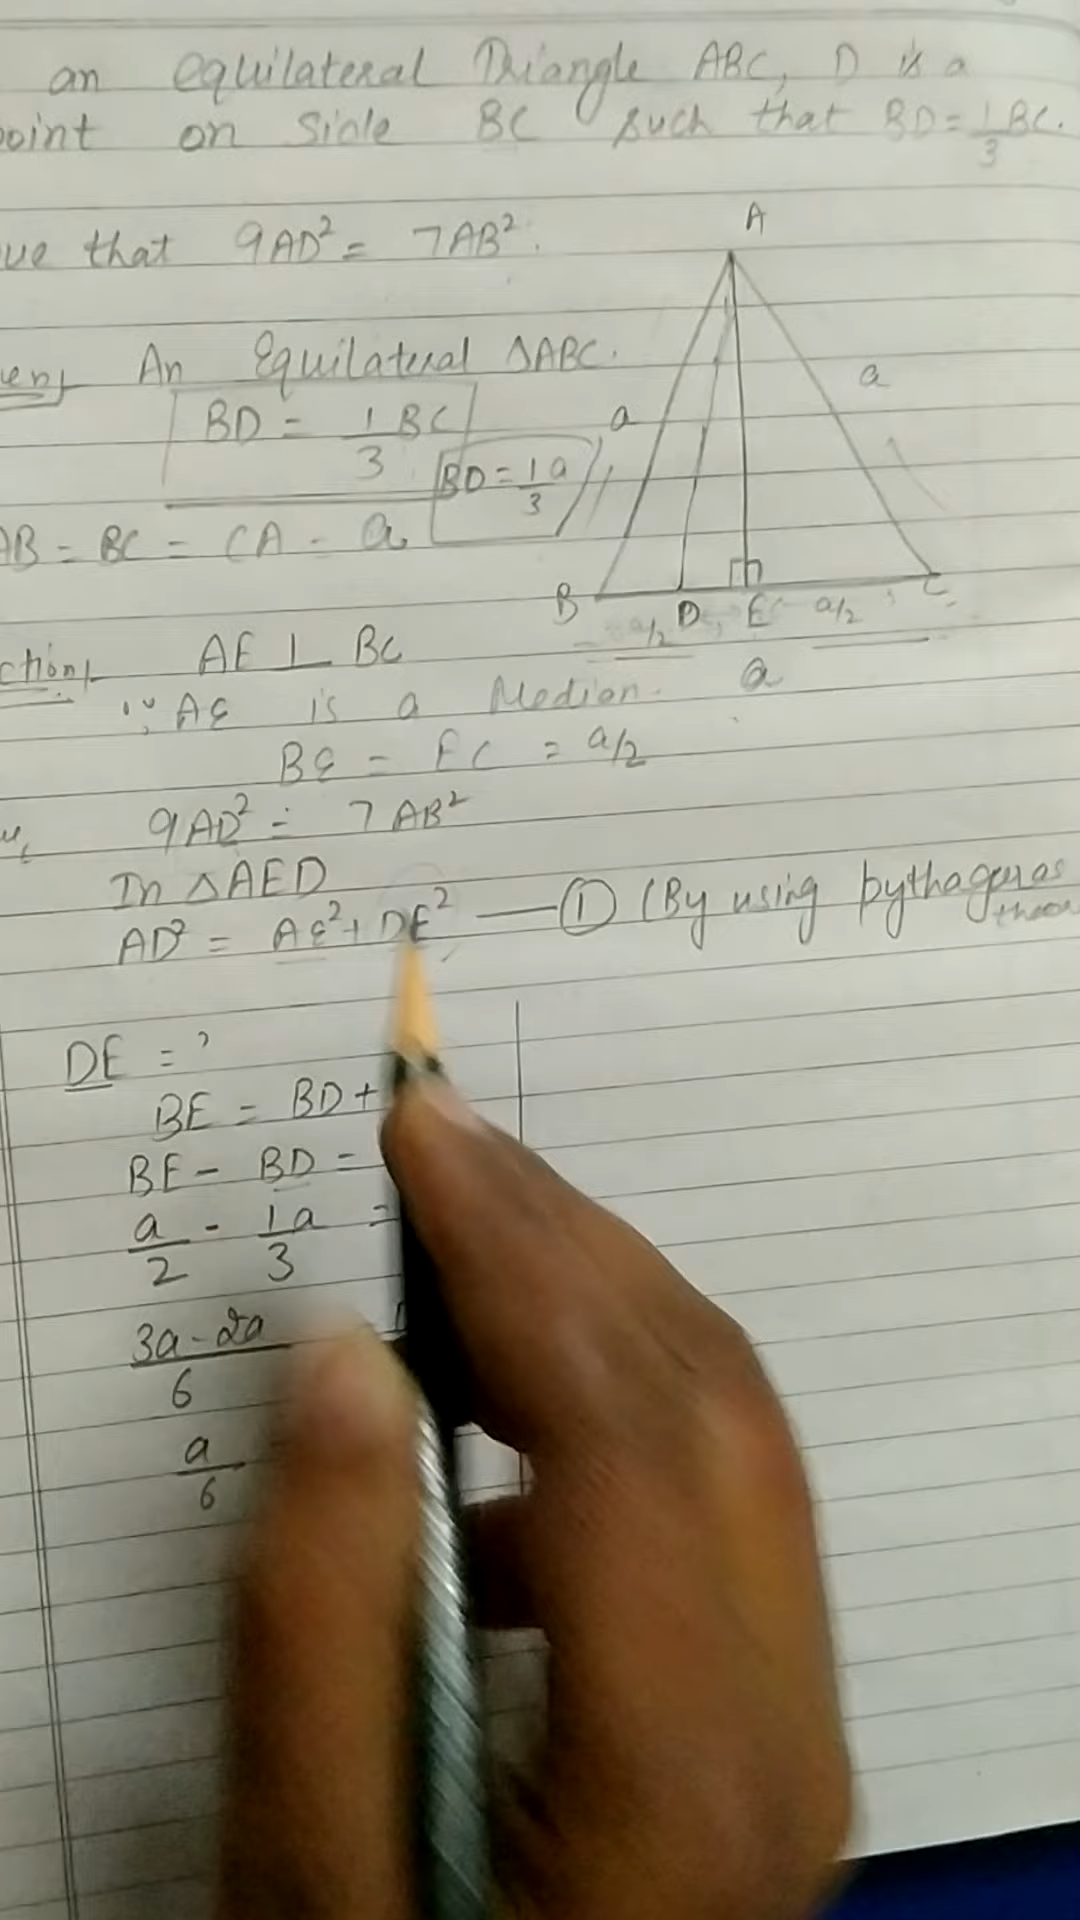 an equilateral Triangle ABC, D is a
point on Side BC such that BD = 1/3 BC.
that 9AD² = 7AB².
An Equilateral △ABC.
BD = 1/3 BC
BD = 1/3 a
AB = BC = CA = a
A
a
a
B D E C
a/2 a/2
a
AE ⊥ BC
∵ AE is a Median.
BE = EC = a/2
9AD² = 7AB²
In △AED
AD² = AE² + DE² — ① (By using pythagoras
DE = ?
BE = BD +
BE - BD =
a/2 - 1a/3 =
3a-2a/6
a/6